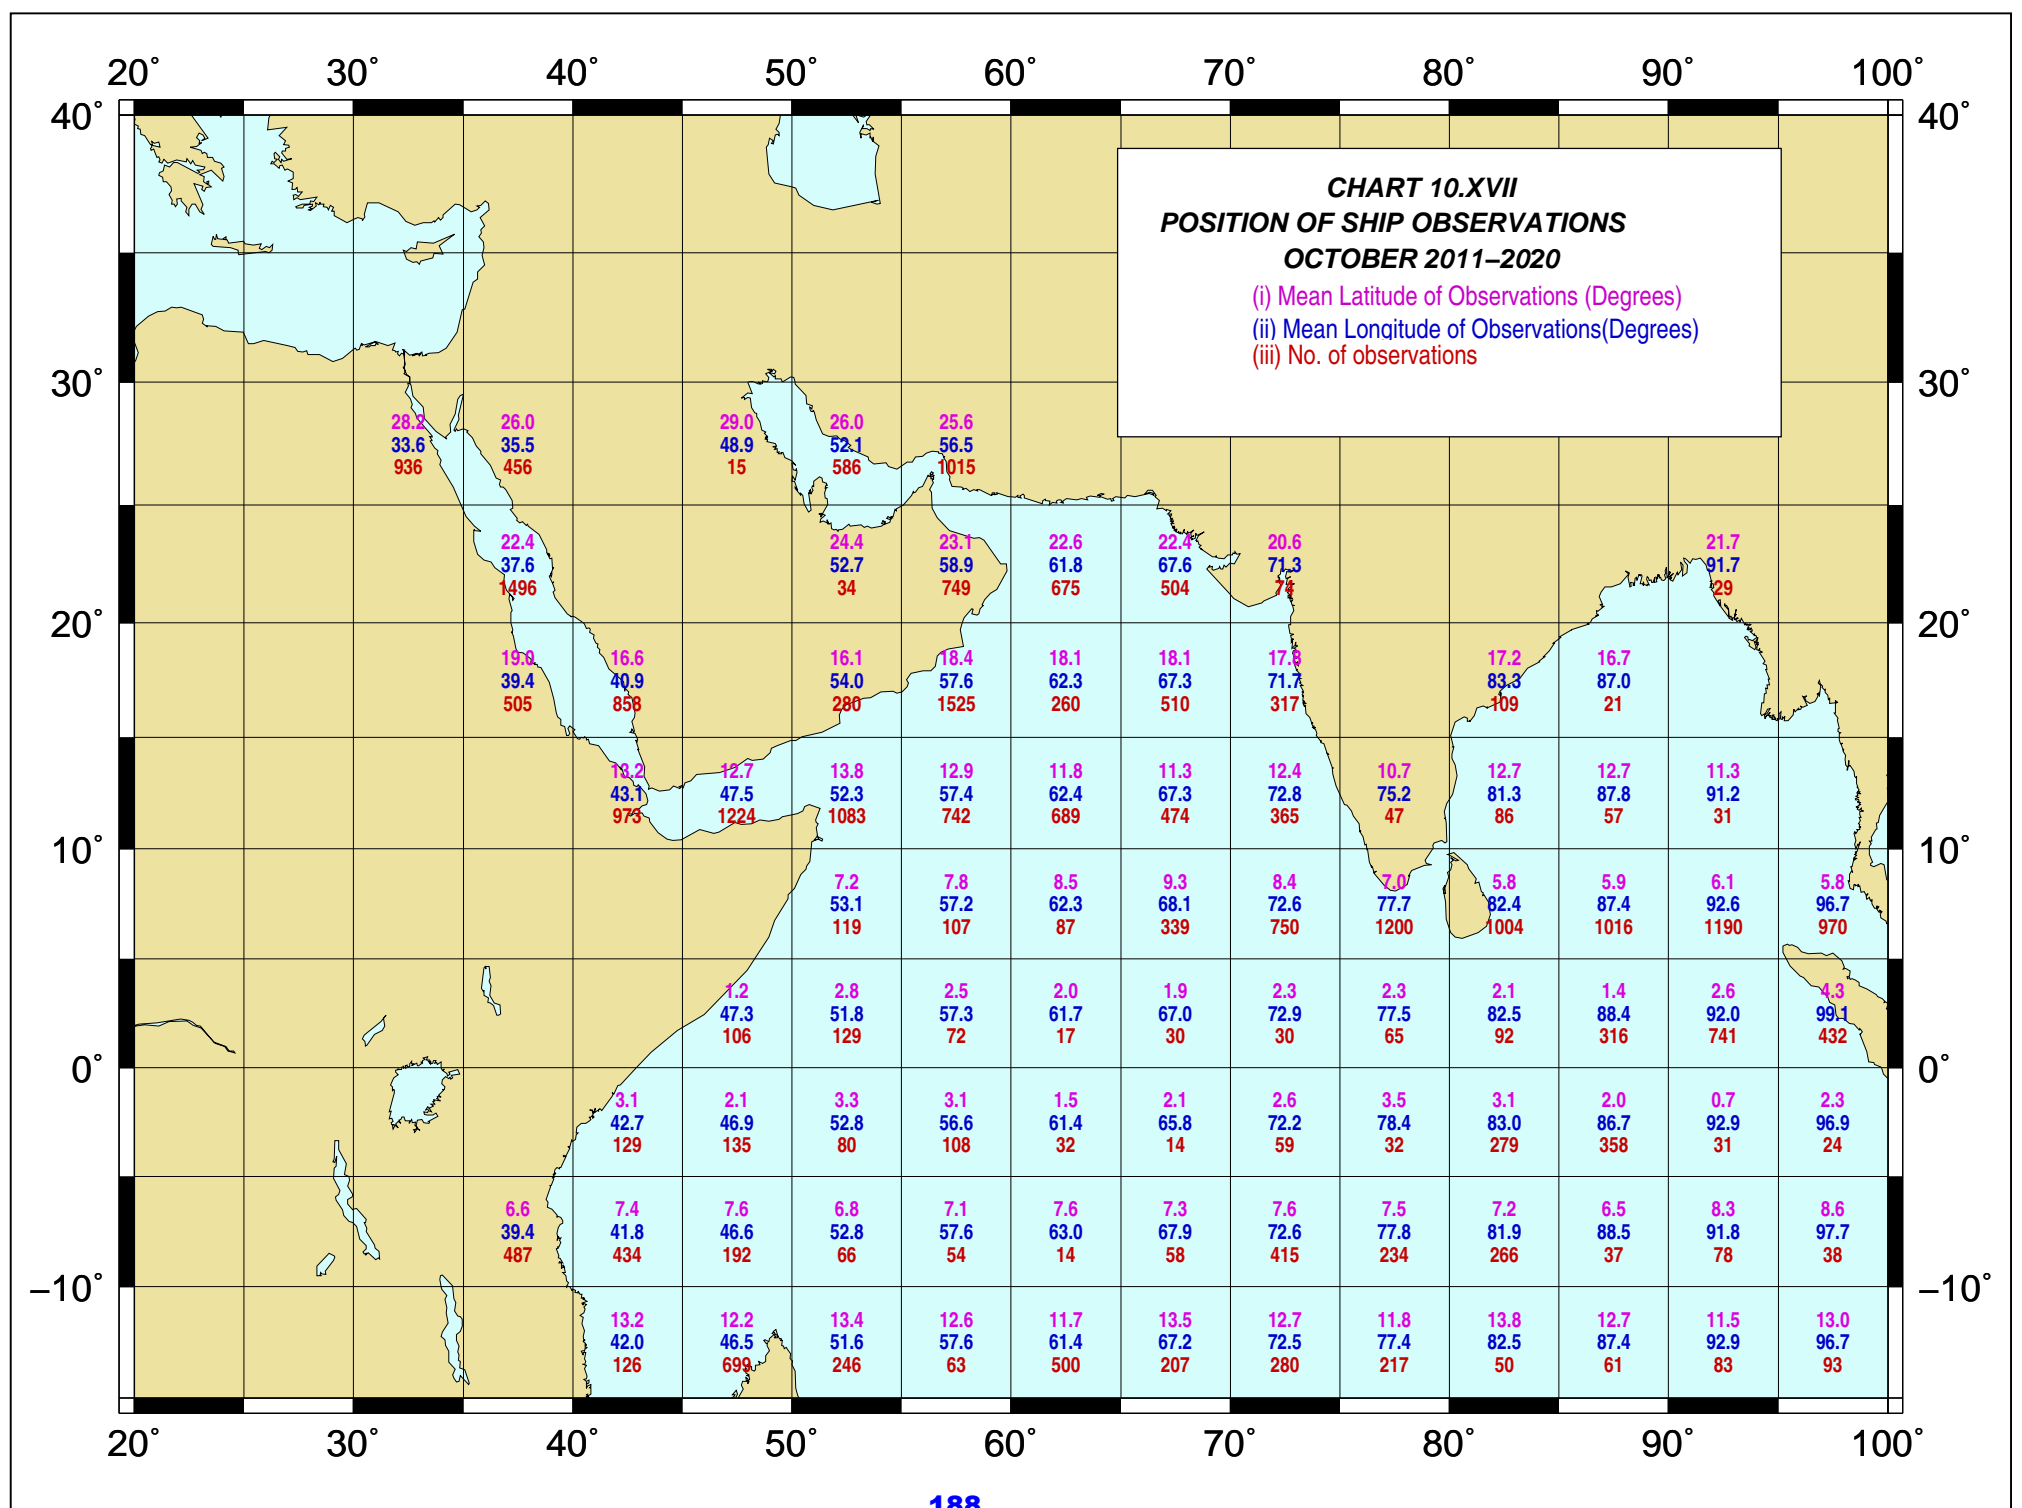 20˚ 30˚ 40˚ 50˚ 60˚ 70˚ 80˚ 90˚ 100˚
40˚ 40˚
CHART 10.XVII
POSITION OF SHIP OBSERVATIONS
OCTOBER 2011–2020
(i) Mean Latitude of Observations (Degrees)
(ii) Mean Longitude of Observations(Degrees)
(iii) No. of observations
30˚ 30˚
28.2 26.0 29.0 26.0 25.6
33.6 35.5 48.9 52.1 56.5
936 456 15 586 1015
22.4 24.4 23.1 22.6 22.4 20.6 21.7
37.6 52.7 58.9 61.8 67.6 71.3 91.7
1496 34 749 675 504 74 29
20˚ 20˚
19.0 16.6 16.1 18.4 18.1 18.1 17.8 17.2 16.7
39.4 40.9 54.0 57.6 62.3 67.3 71.7 83.3 87.0
505 858 280 1525 260 510 317 109 21
13.2 12.7 13.8 12.9 11.8 11.3 12.4 10.7 12.7 12.7 11.3
43.1 47.5 52.3 57.4 62.4 67.3 72.8 75.2 81.3 87.8 91.2
973 1224 1083 742 689 474 365 47 86 57 31
10˚ 10˚
7.2 7.8 8.5 9.3 8.4 7.0 5.8 5.9 6.1 5.8
53.1 57.2 62.3 68.1 72.6 77.7 82.4 87.4 92.6 96.7
119 107 87 339 750 1200 1004 1016 1190 970
1.2 2.8 2.5 2.0 1.9 2.3 2.3 2.1 1.4 2.6 4.3
47.3 51.8 57.3 61.7 67.0 72.9 77.5 82.5 88.4 92.0 99.1
106 129 72 17 30 30 65 92 316 741 432
0˚ 0˚
3.1 2.1 3.3 3.1 1.5 2.1 2.6 3.5 3.1 2.0 0.7 2.3
42.7 46.9 52.8 56.6 61.4 65.8 72.2 78.4 83.0 86.7 92.9 96.9
129 135 80 108 32 14 59 32 279 358 31 24
6.6 7.4 7.6 6.8 7.1 7.6 7.3 7.6 7.5 7.2 6.5 8.3 8.6
39.4 41.8 46.6 52.8 57.6 63.0 67.9 72.6 77.8 81.9 88.5 91.8 97.7
487 434 192 66 54 14 58 415 234 266 37 78 38
−10˚ −10˚
13.2 12.2 13.4 12.6 11.7 13.5 12.7 11.8 13.8 12.7 11.5 13.0
42.0 46.5 51.6 57.6 61.4 67.2 72.5 77.4 82.5 87.4 92.9 96.7
126 699 246 63 500 207 280 217 50 61 83 93
20˚ 30˚ 40˚ 50˚ 60˚ 70˚ 80˚ 90˚ 100˚
188